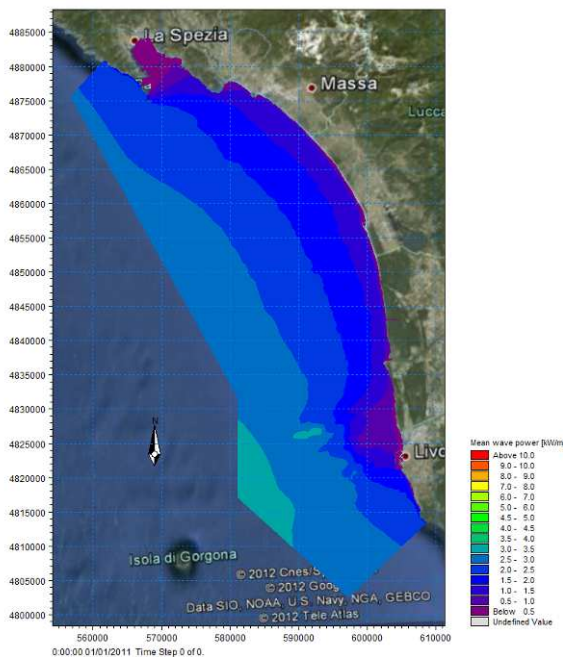 4885000
La Spezia
4880000
Massa
4875000
Lucca
4870000
4865000
4860000
4855000
4850000
4845000
4840000
4835000
4830000
4825000
N
Livo
4820000
4815000
4810000
Isola di Gorgona
4805000
© 2012 Cnes/S
© 2012 Goog
Data SIO, NOAA, U.S. Navy, NGA, GEBCO
4800000
© 2012 Tele Atlas
560000 570000 580000 590000 600000 610000
0:00:00 01/01/2011 Time Step 0 of 0.
Mean wave power [kW/m
Above 10.0
9.0 - 10.0
8.0 - 9.0
7.0 - 8.0
6.0 - 7.0
5.0 - 6.0
4.5 - 5.0
4.0 - 4.5
3.5 - 4.0
3.0 - 3.5
2.5 - 3.0
2.0 - 2.5
1.5 - 2.0
1.0 - 1.5
0.5 - 1.0
Below 0.5
Undefined Value